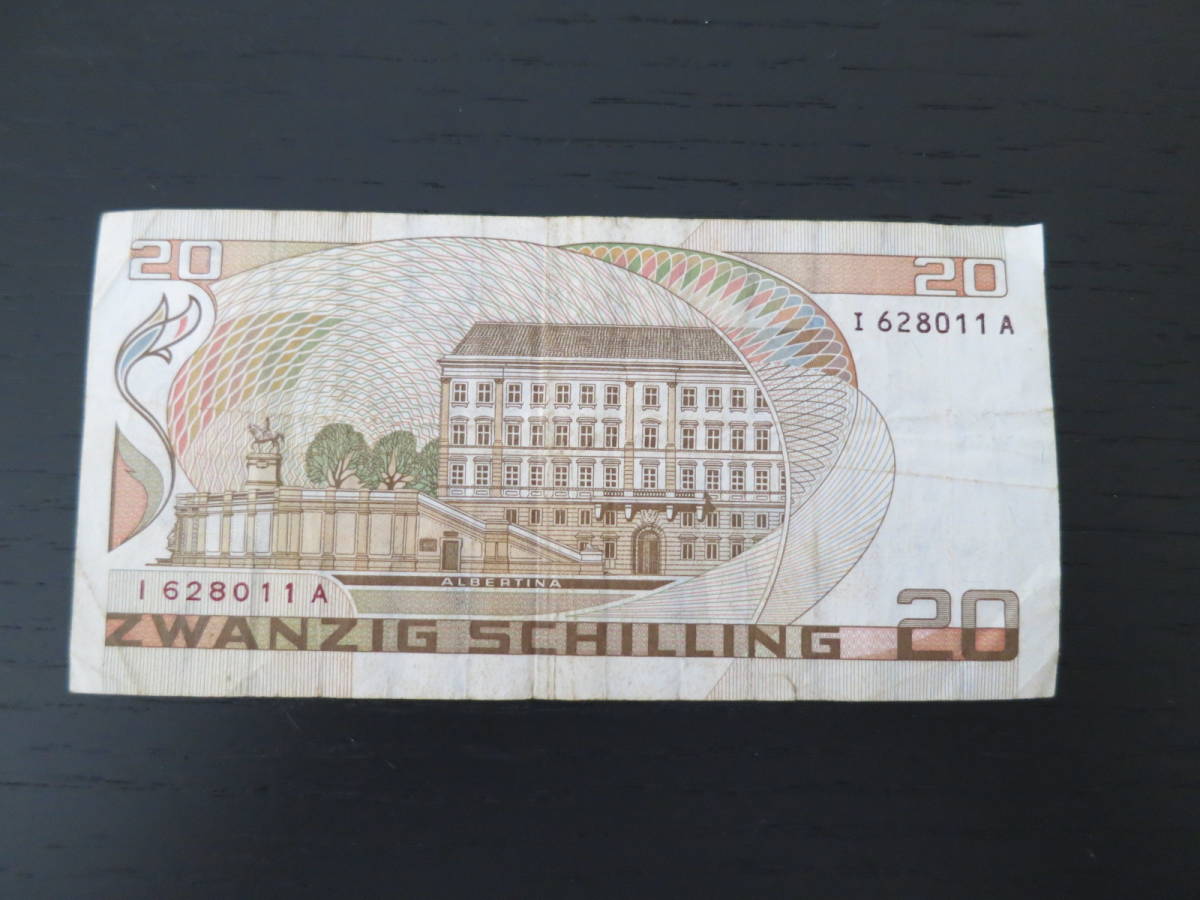 20
20
I 628011 A
ALBERTINA
I 628011 A
ZWANZIG SCHILLING 20